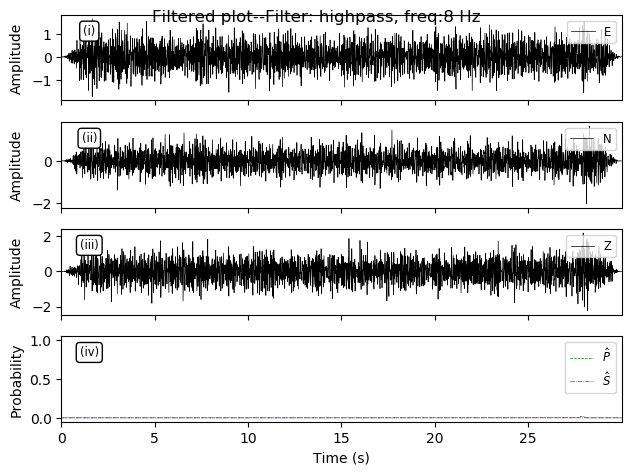 Filtered plot--Filter: highpass, freq:8 Hz
Amplitude
1
0
−1
(i)
E
Amplitude
0
−2
(ii)
N
Amplitude
2
0
−2
(iii)
Z
Probability
1.0
0.5
0.0
(iv)
P̂
Ŝ
0 5 10 15 20 25
Time (s)